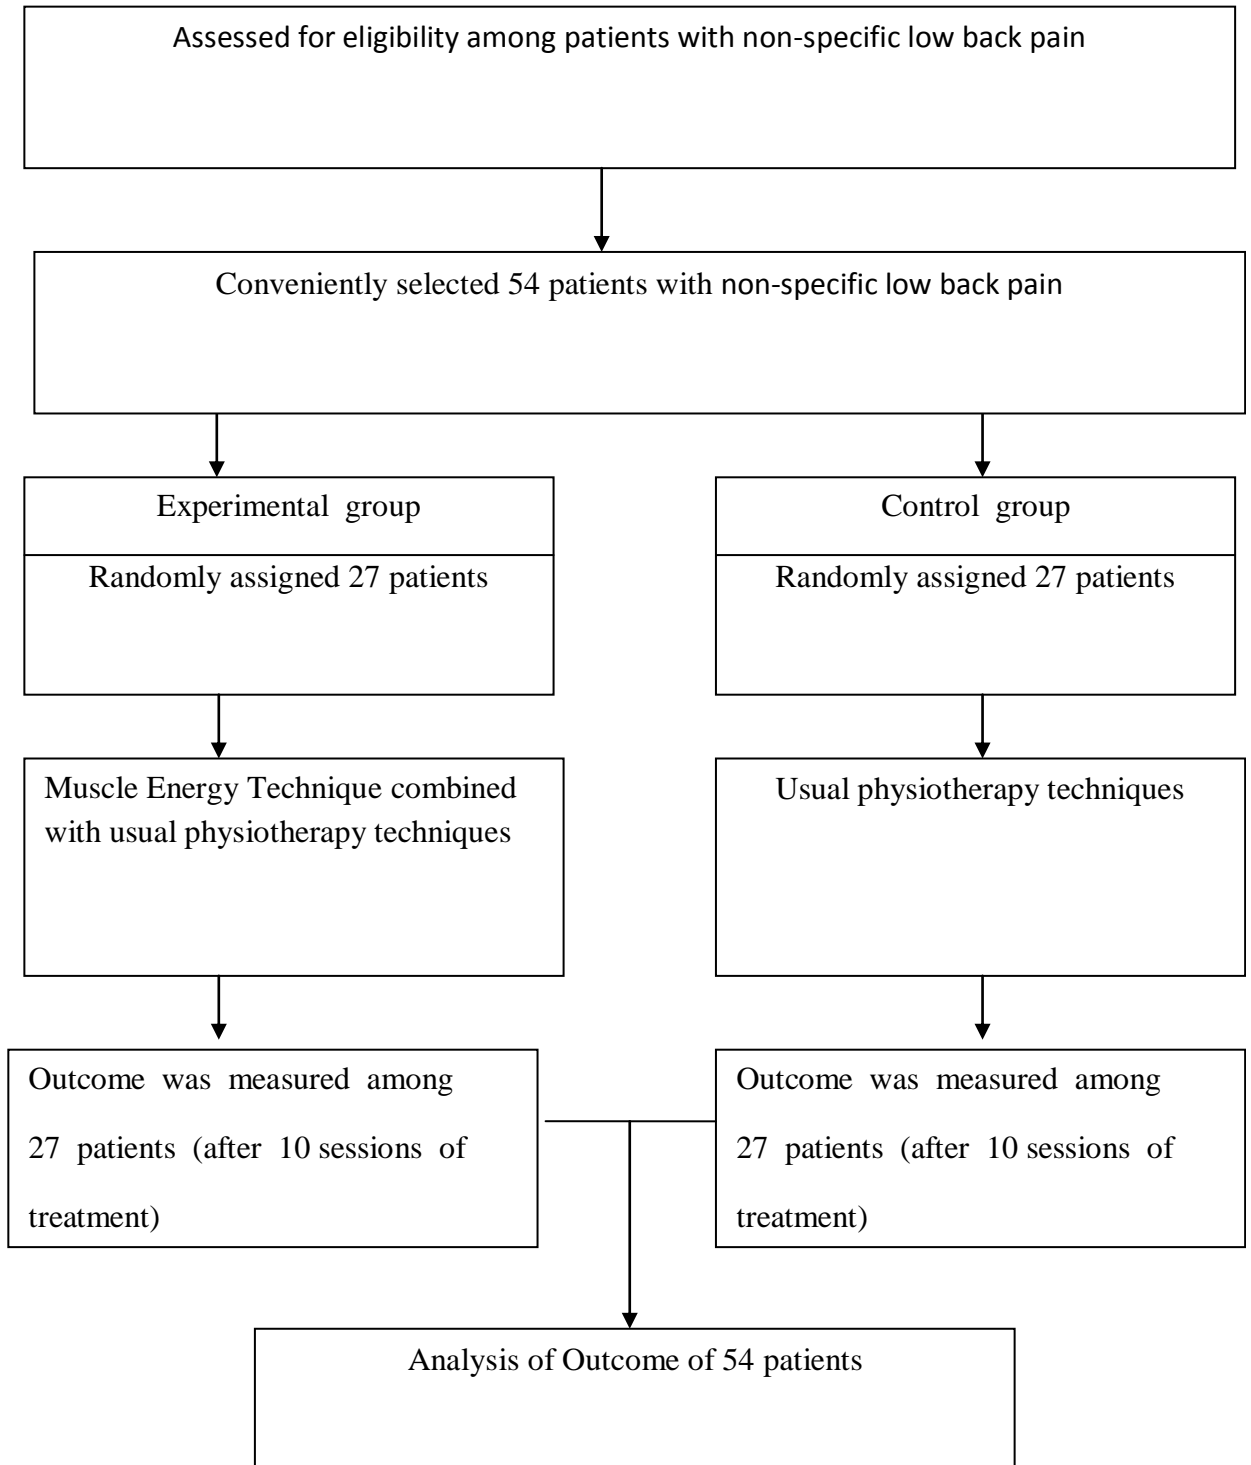 Assessed for eligibility among patients with non-specific low back pain
Conveniently selected 54 patients with non-specific low back pain
Experimental group
Randomly assigned 27 patients
Control group
Randomly assigned 27 patients
Muscle Energy Technique combined
with usual physiotherapy techniques
Usual physiotherapy techniques
Outcome was measured among
27 patients (after 10 sessions of
treatment)
Outcome was measured among
27 patients (after 10 sessions of
treatment)
Analysis of Outcome of 54 patients